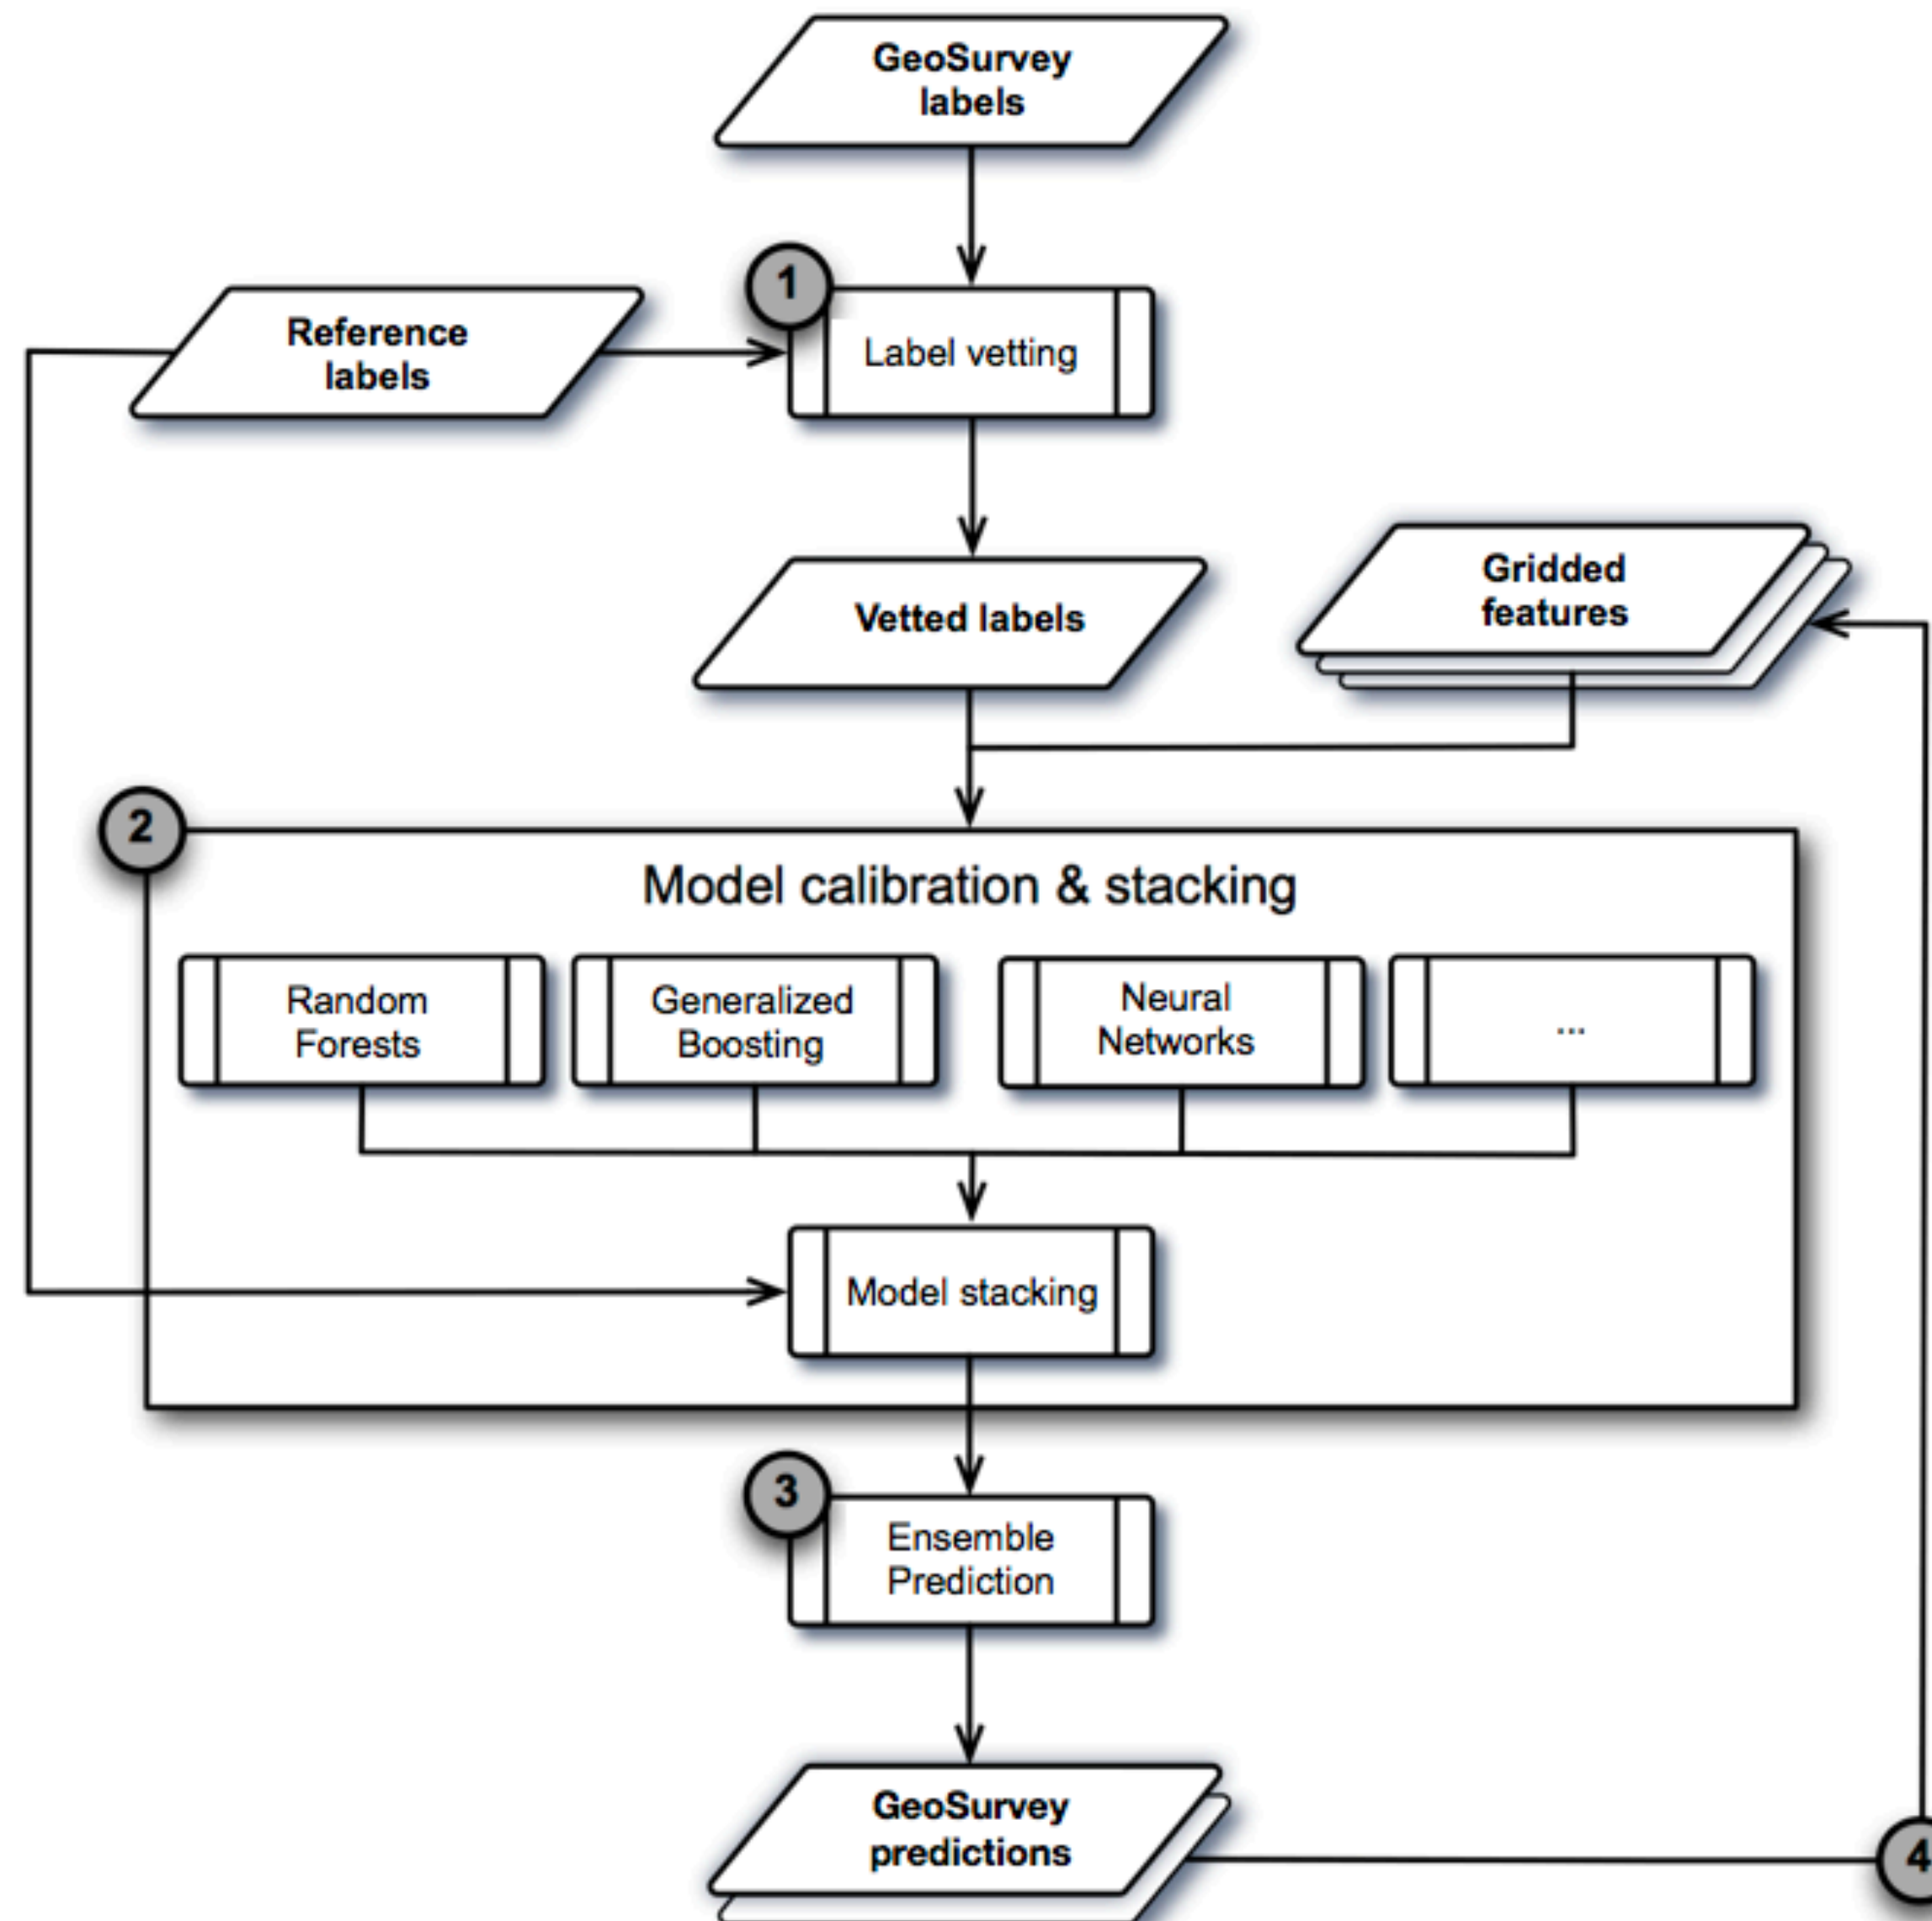 GeoSurvey
labels
1
Reference
labels
Label vetting
Vetted labels
Gridded
features
2
Model calibration & stacking
Random
Forests
Generalized
Boosting
Neural
Networks
...
Model stacking
3
Ensemble
Prediction
GeoSurvey
predictions
4